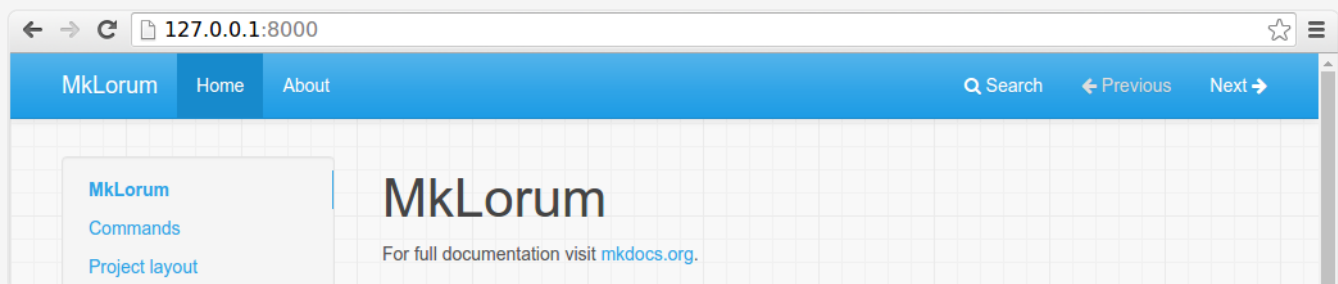 127.0.0.1:8000
MkLorum Home About Search Previous Next
MkLorum
Commands
Project layout
MkLorum
For full documentation visit mkdocs.org.